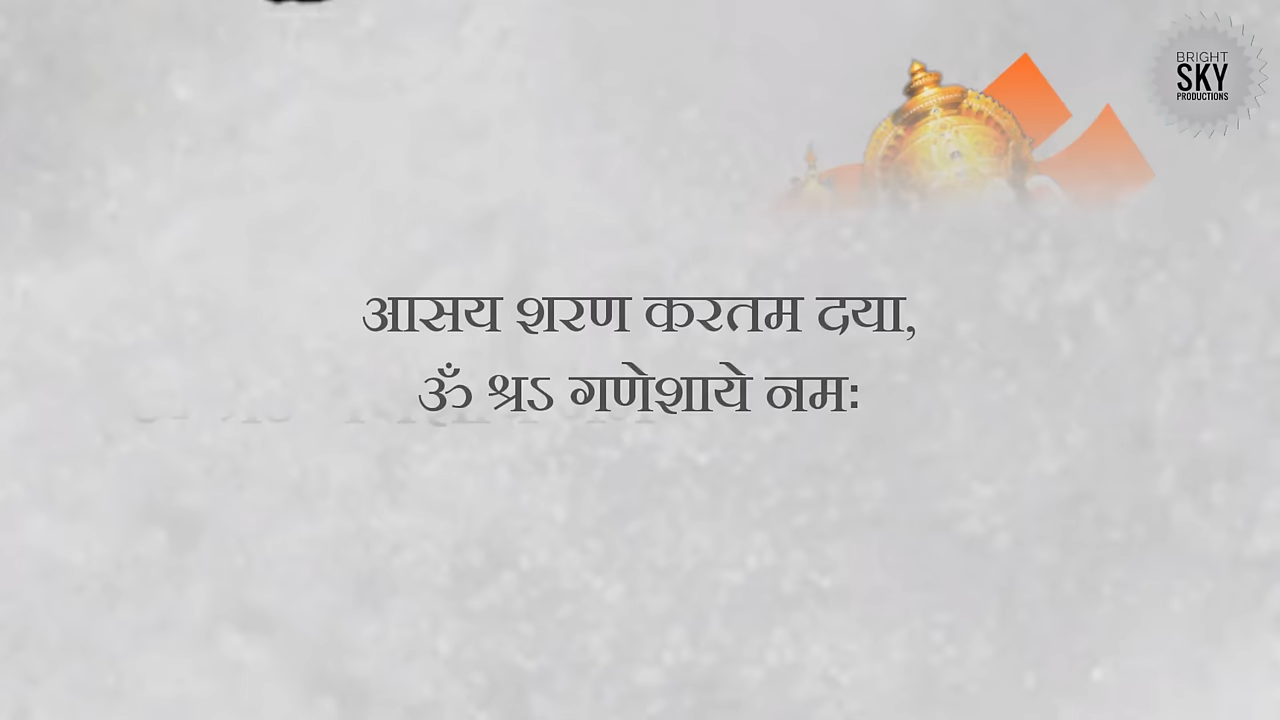 आसय शरण करतम दया,
ॐ श्रऽ गणेशाये नमः
BRIGHT
SKY
PRODUCTIONS